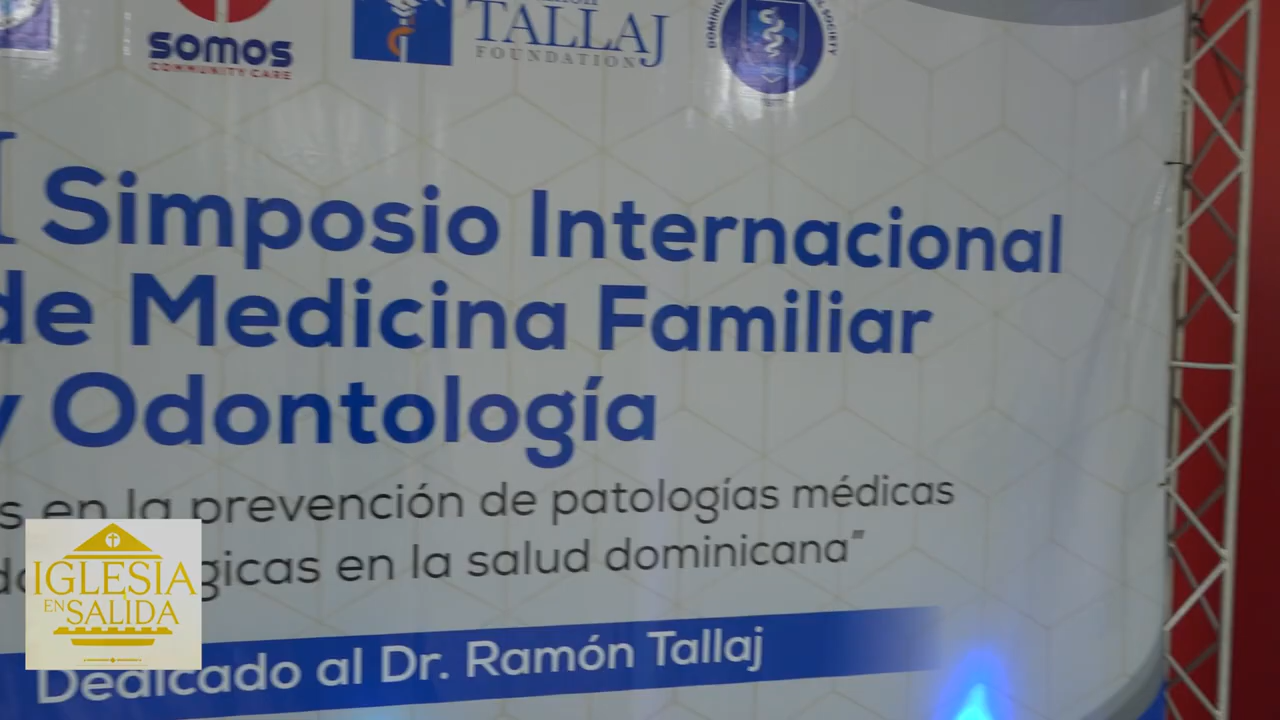 SOMOS
COMMUNITY CARE
TALLAJ
FOUNDATION
SOCIETY
I Simposio Internacional
de Medicina Familiar
y Odontología
s en la prevención de patologías médicas
gicas en la salud dominicana”
Dedicado al Dr. Ramón Tallaj
IGLESIA
EN SALIDA